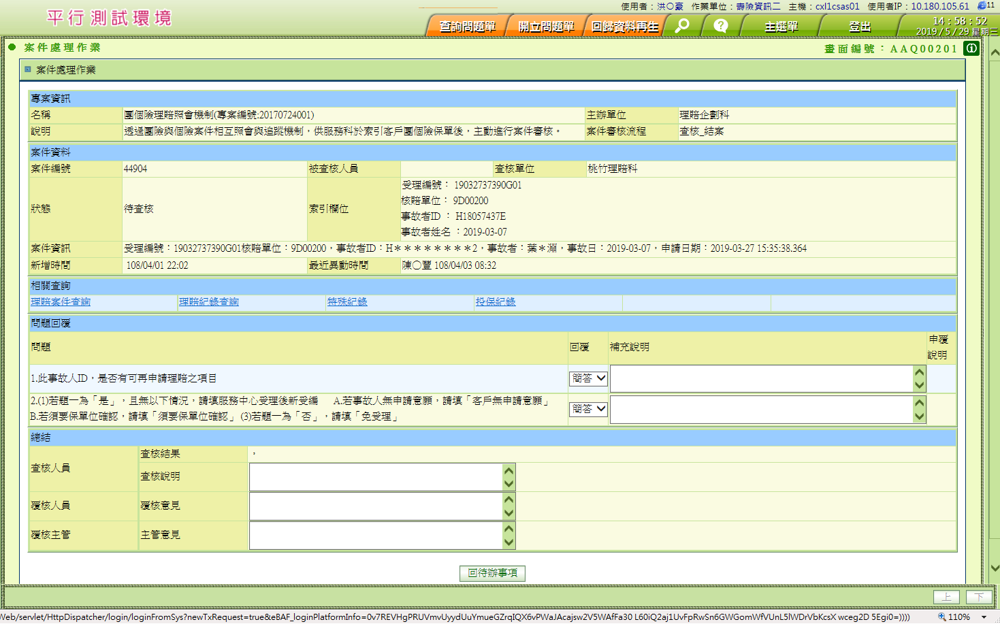 使用者：洪○豪 作業單位：壽險資訊二 主機：cxl1csas01 使用者IP：10.180.105.61 11
平行測試環境
查詢問題單 開立問題單 回歸資料再生 ? 主選單 登出
14：58：52
2019 / 5 / 29 星期三
案件處理作業 畫面編號：AAQ00201
案件處理作業
專案資訊
名稱 團個險理賠照會機制(專案編號:20170724001) 主辦單位 理賠企劃科
說明 透過團險與個險案件相互照會與追蹤機制，供服務科於索引客戶團個險保單後，主動進行案件審核。 案件審核流程 查核_結案
案件資料
案件編號 44904 被查核人員 查核單位 桃竹理賠科
狀態 待查核 索引欄位
受理編號： 19032737390G01
核賠單位： 9D00200
事故者ID ： H18057437E
事故者姓名 ：2019-03-07
案件資訊 受理編號：19032737390G01核賠單位：9D00200，事故者ID：H＊＊＊＊＊＊＊＊2，事故者：葉＊淵，事故日：2019-03-07，申請日期：2019-03-27 15:35:38.364
新增時間 108/04/01 22:02 最近異動時間 陳○豐 108/04/03 08:32
相關查詢
理賠案件查詢 理賠紀錄查詢 特殊紀錄 投保紀錄
問題回覆
問題 回覆 補充說明 申覆說明
1.此事故人ID，是否有可再申請理賠之項目 簡答
2.(1)若題一為「是」，且無以下情況，請填服務中心受理後新受編 A.若事故人無申請意願，請填「客戶無申請意願」
B.若須要保單位確認，請填「須要保單位確認」 (3)若題一為「否」，請填「免受理」 簡答
總結
查核人員 查核結果 ，
查核說明
覆核人員 覆核意見
覆核主管 主管意見
回待辦事項
上 下
Web/servlet/HttpDispatcher/login/loginFromSys?newTxRequest=true&eBAF_loginPlatformInfo=0v7REVHgPRUVmvUyydUuYmueGZrqIQX6vPWaJAcajsw2V5WAfFa30 L60iQ2aj1UvFpRwSn6GWGomWfVUnL5lWDrVbKcsX wceg2D 5Egi0=)))) 110%